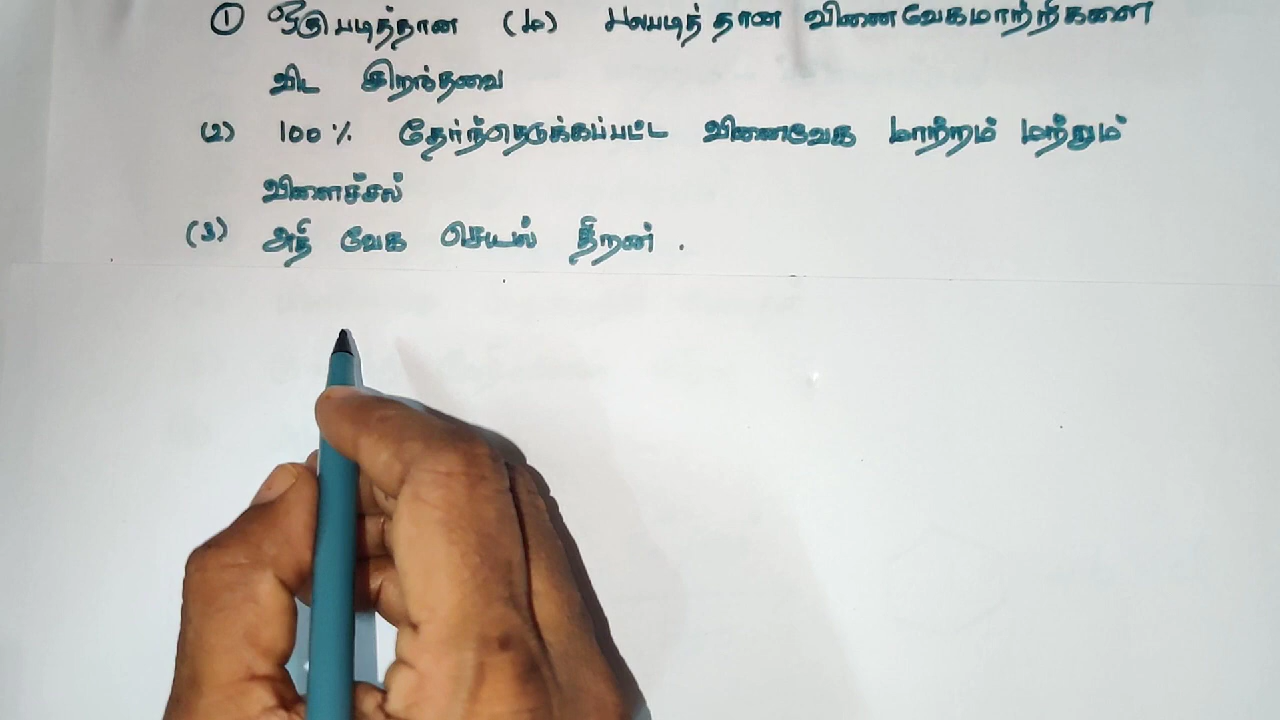 ① ஒருபடித்தான (அ) பலபடித்தான வினைவேகமாற்றிகளை
விட சிறந்தவை
(2) 100% தேர்ந்தெடுக்கப்பட்ட வினைவேக மாற்றம் மற்றும்
விளைச்சல்
(3) அதி வேக செயல் திறன்.